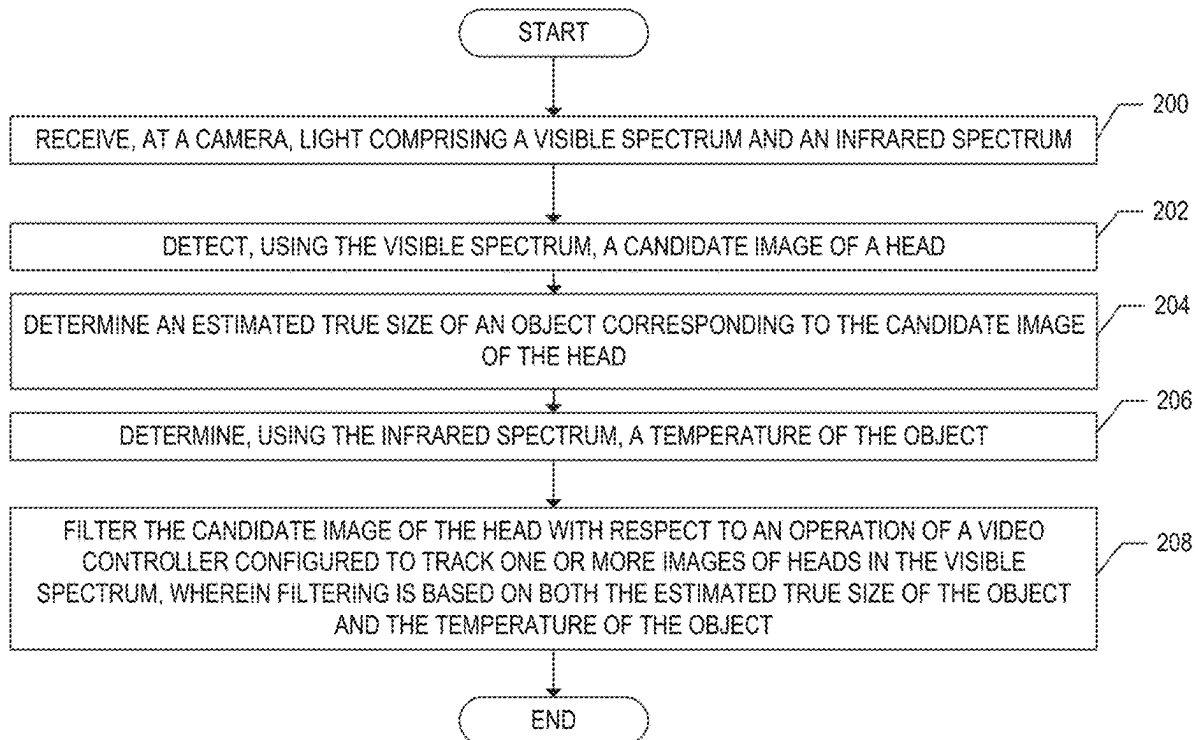 START
200
RECEIVE, AT A CAMERA, LIGHT COMPRISING A VISIBLE SPECTRUM AND AN INFRARED SPECTRUM
202
DETECT, USING THE VISIBLE SPECTRUM, A CANDIDATE IMAGE OF A HEAD
204
DETERMINE AN ESTIMATED TRUE SIZE OF AN OBJECT CORRESPONDING TO THE CANDIDATE IMAGE
OF THE HEAD
206
DETERMINE, USING THE INFRARED SPECTRUM, A TEMPERATURE OF THE OBJECT
FILTER THE CANDIDATE IMAGE OF THE HEAD WITH RESPECT TO AN OPERATION OF A VIDEO
CONTROLLER CONFIGURED TO TRACK ONE OR MORE IMAGES OF HEADS IN THE VISIBLE
208
SPECTRUM, WHEREIN FILTERING IS BASED ON BOTH THE ESTIMATED TRUE SIZE OF THE OBJECT
AND THE TEMPERATURE OF THE OBJECT
END